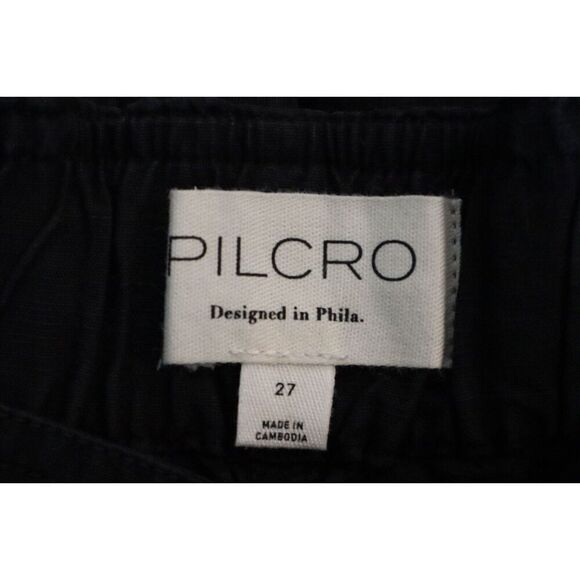 PILCRO
Designed in Phila.
27
MADE IN
CAMBODIA